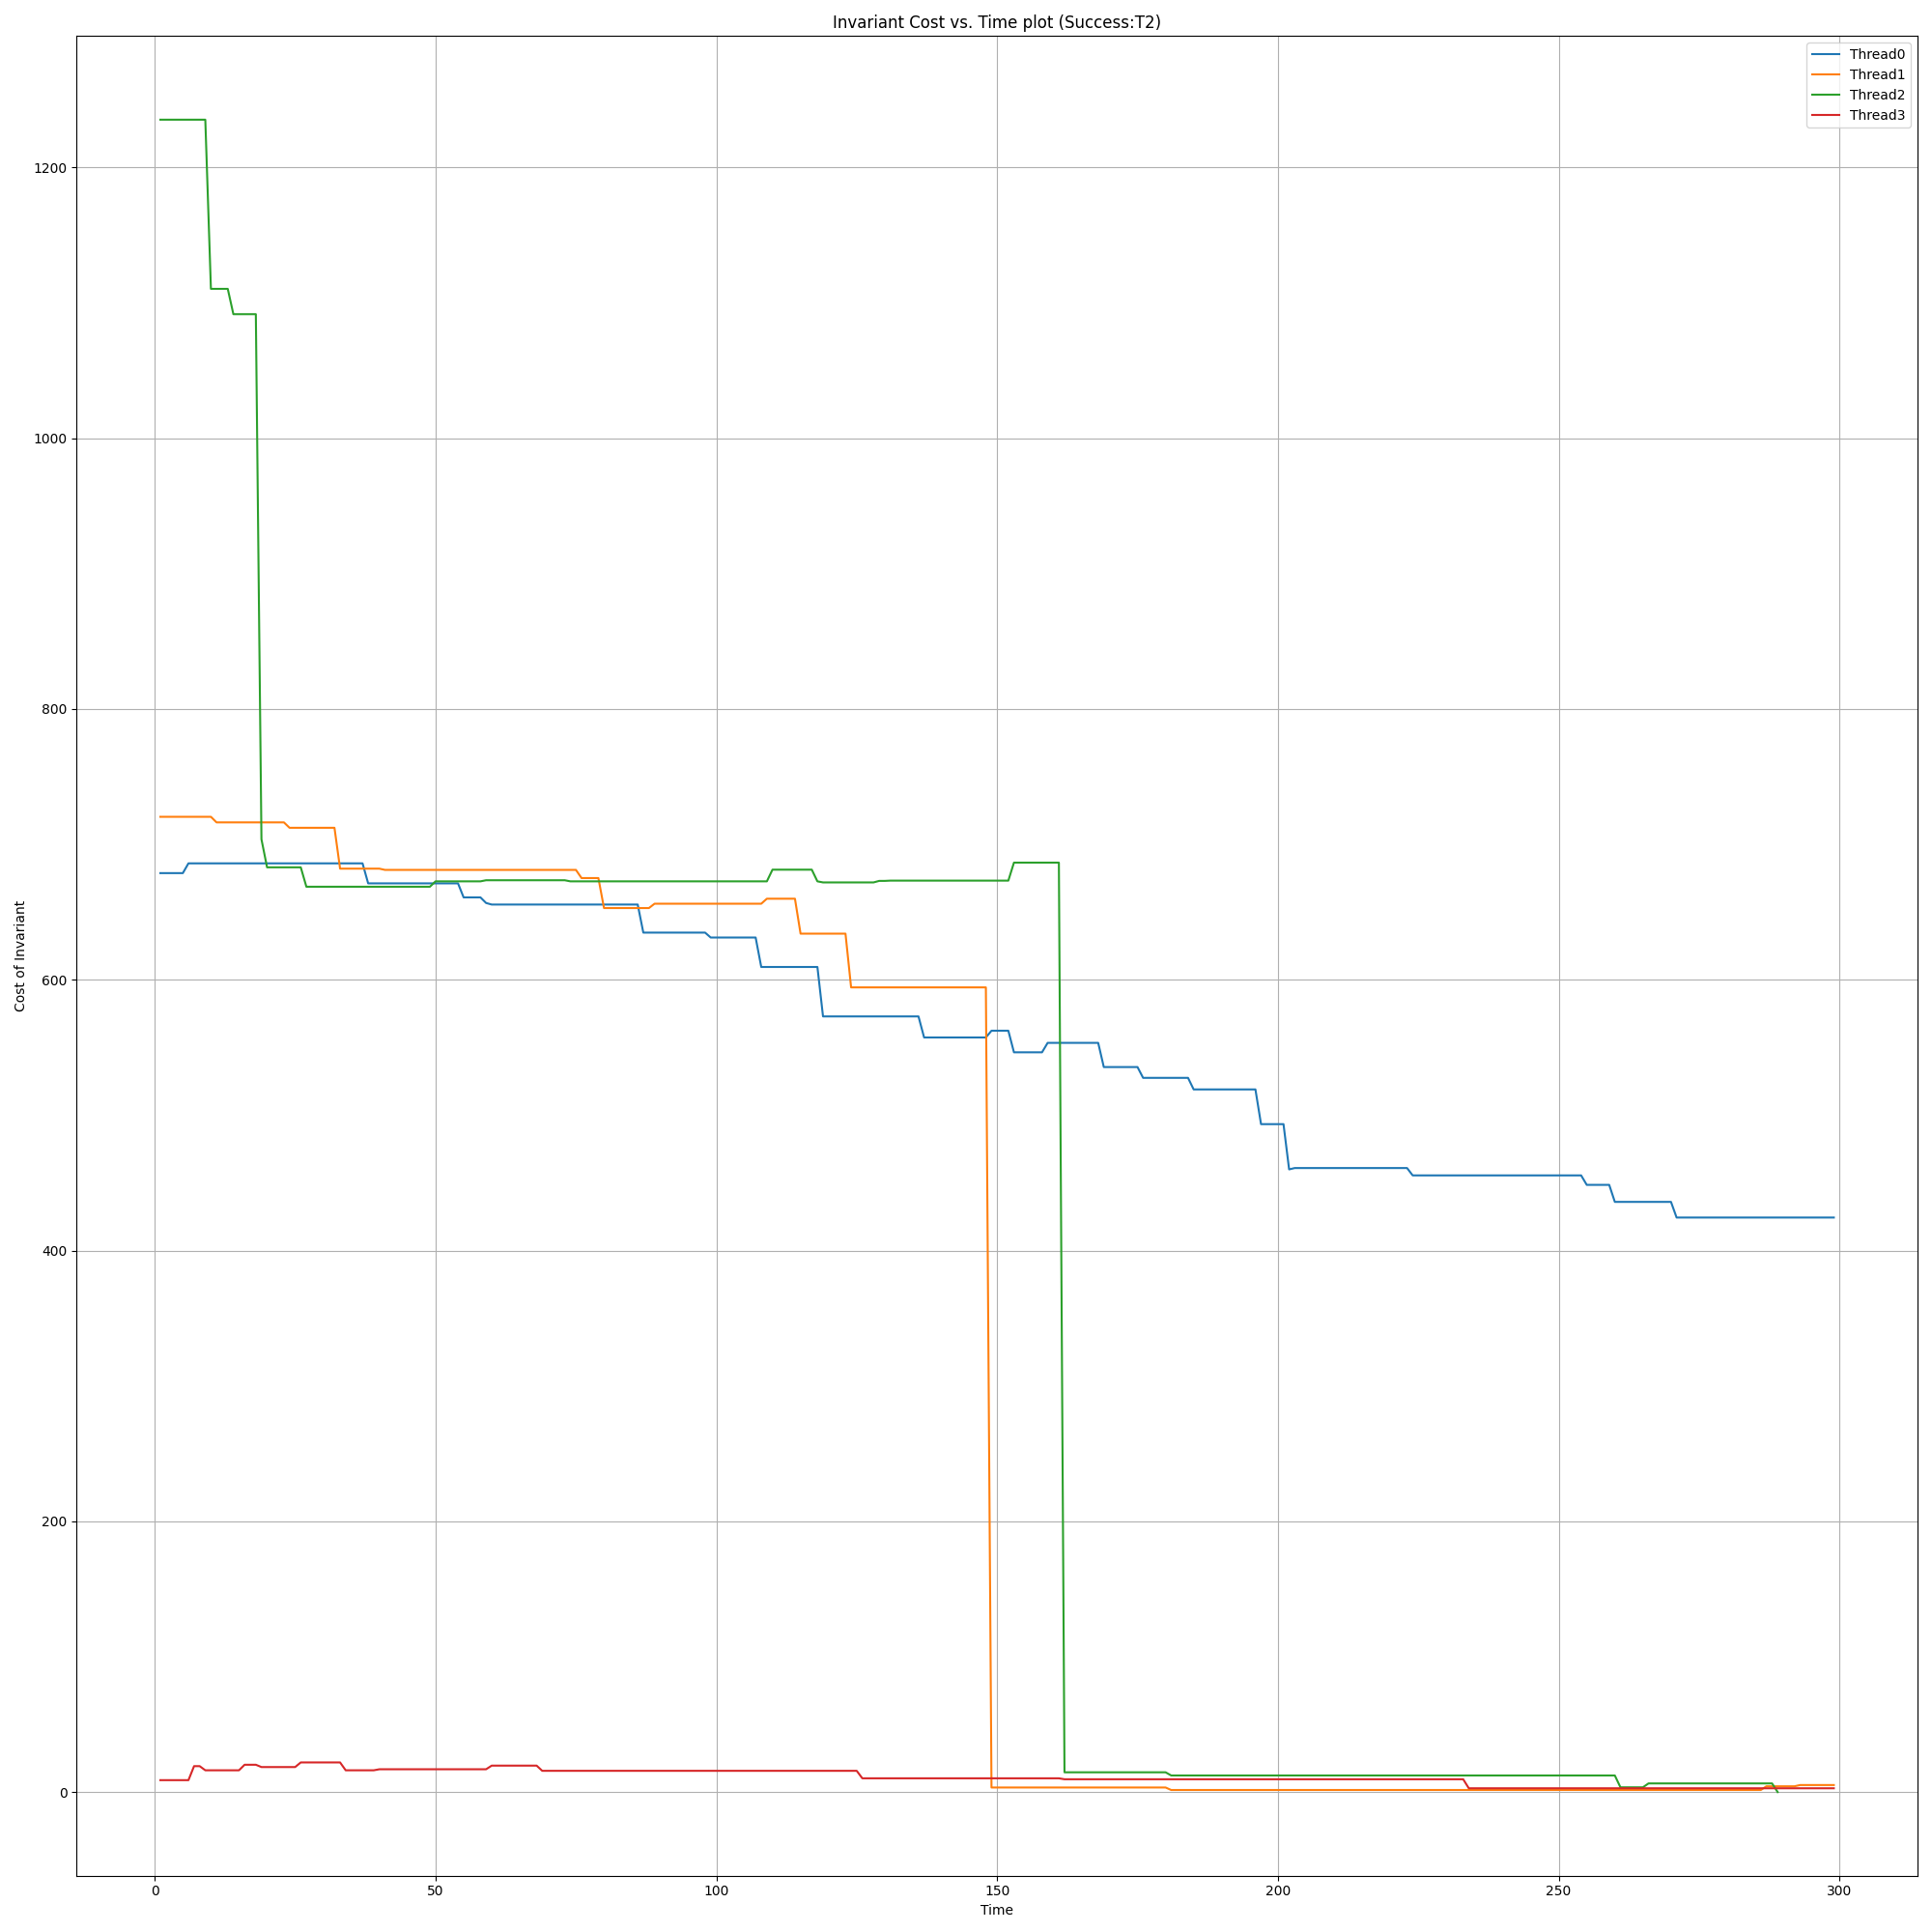 Invariant Cost vs. Time plot (Success:T2)
Thread0
Thread1
Thread2
Thread3
1200
1000
800
600
400
200
0
Cost of Invariant
0 50 100 150 200 250 300
Time